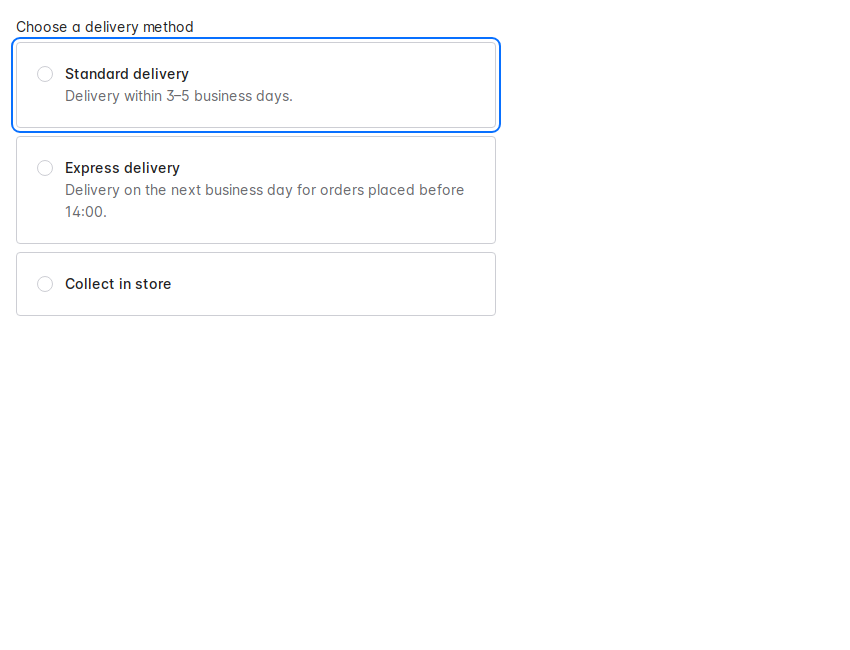 Choose a delivery method
Standard delivery
Delivery within 3–5 business days.
Express delivery
Delivery on the next business day for orders placed before
14:00.
Collect in store